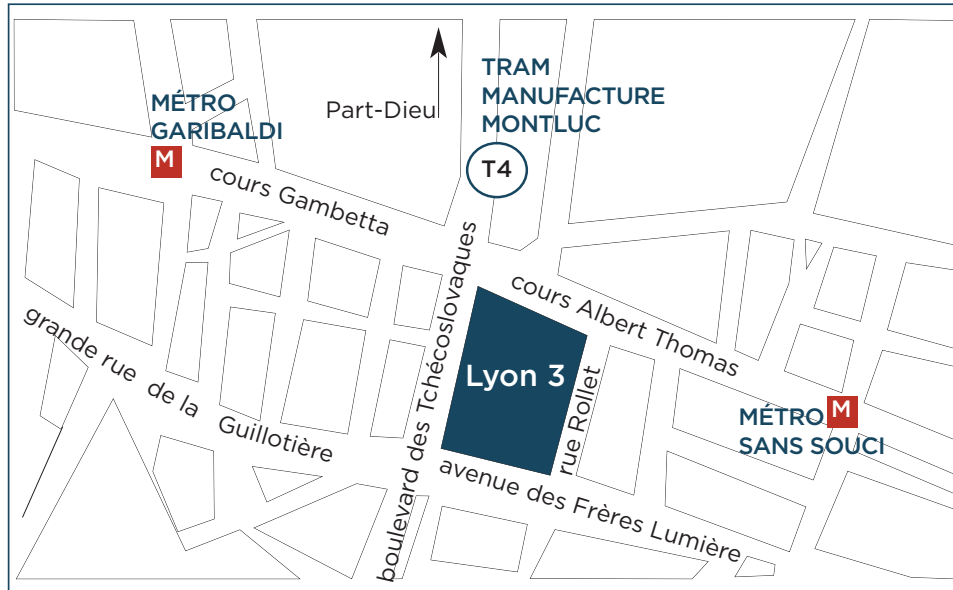 TRAM
MANUFACTURE
MONTLUC
MÉTRO
GARIBALDI
Part-Dieu
M
T4
cours Gambetta
boulevard des Tchécoslovaques
cours Albert Thomas
grande rue de la Guillotière
Lyon 3
rue Rollet
MÉTRO
SANS SOUCI
M
avenue des Frères Lumière